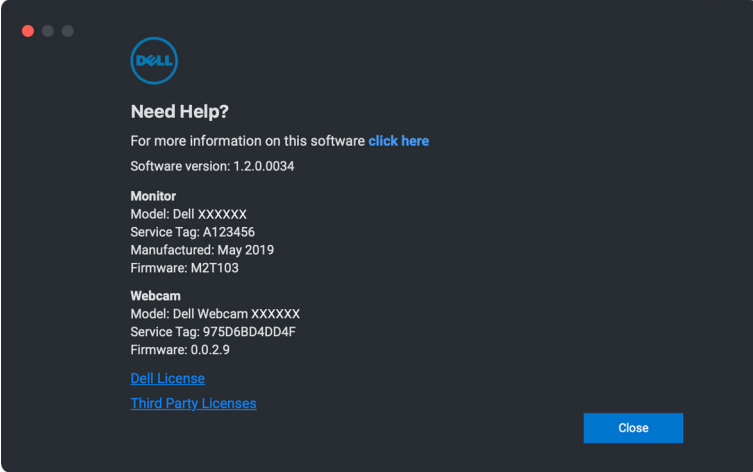 DELL
Need Help?
For more information on this software click here
Software version: 1.2.0.0034
Monitor
Model: Dell XXXXXX
Service Tag: A123456
Manufactured: May 2019
Firmware: M2T103
Webcam
Model: Dell Webcam XXXXXX
Service Tag: 975D6BD4DD4F
Firmware: 0.0.2.9
Dell License
Third Party Licenses
Close